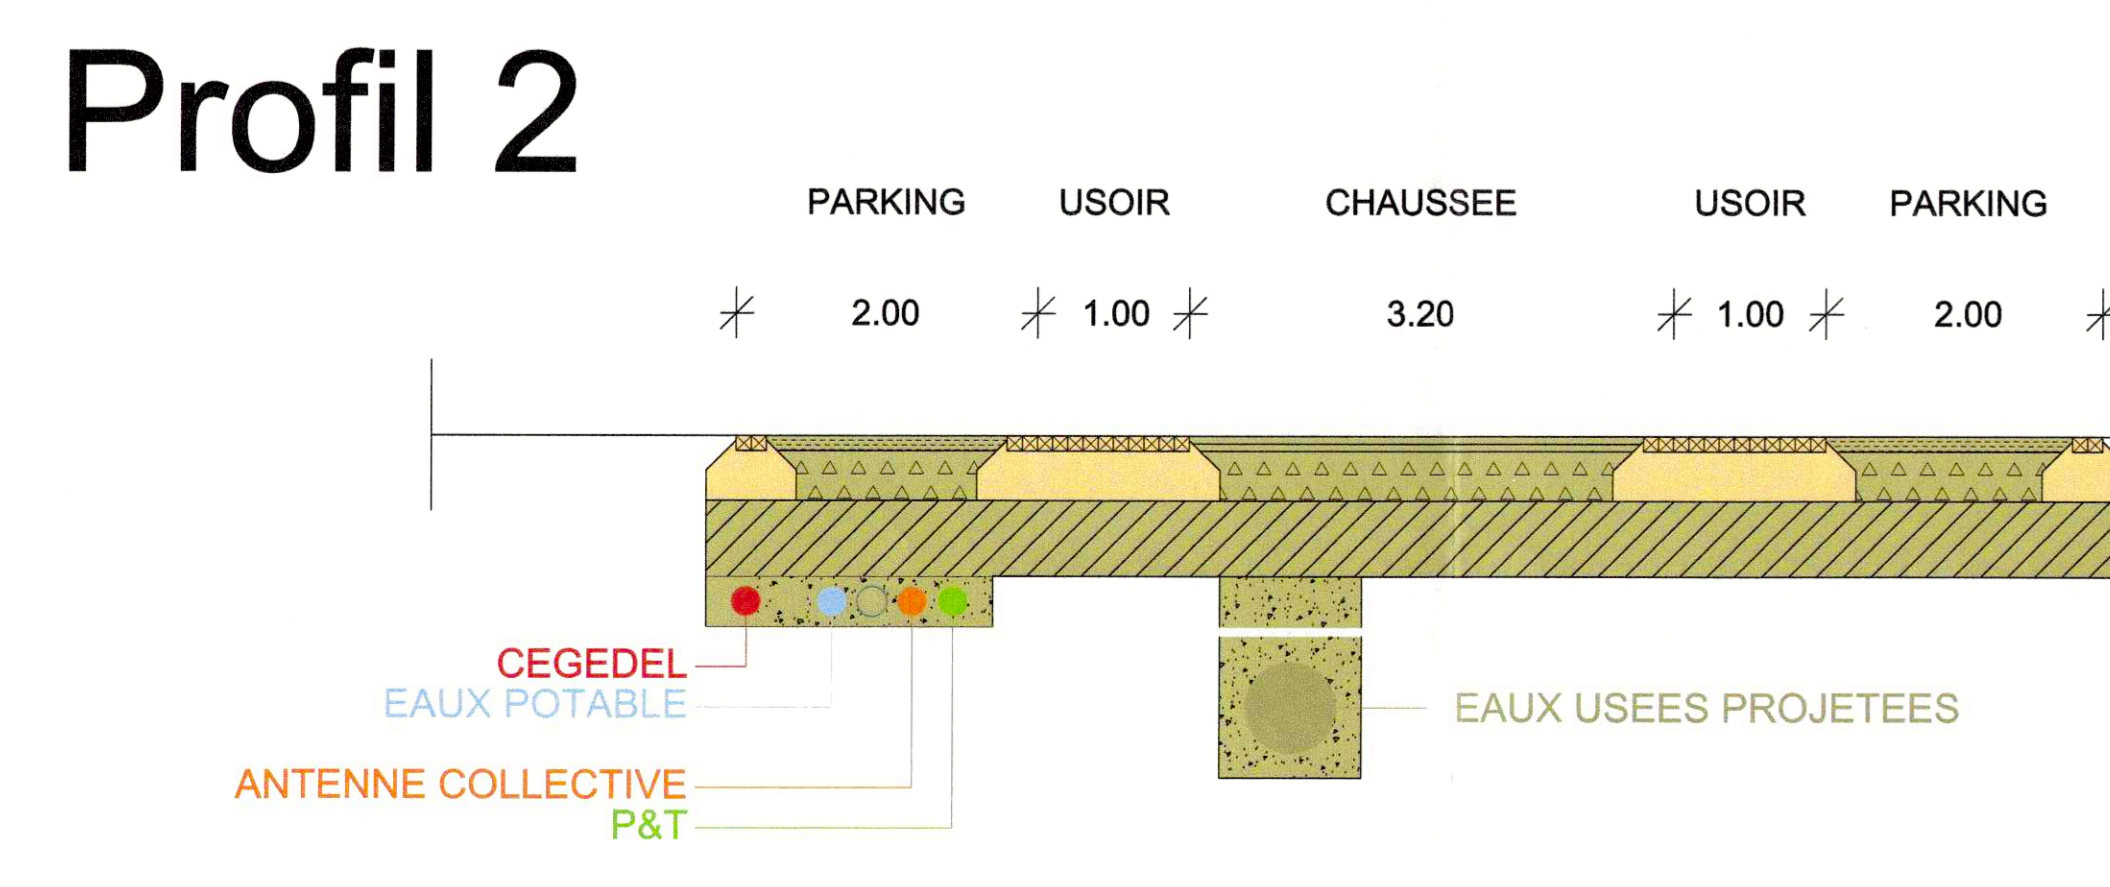 Profil 2
PARKING USOIR CHAUSSEE USOIR PARKING
2.00 1.00 3.20 1.00 2.00
CEGEDEL
EAUX POTABLE
EAUX USEES PROJETEES
ANTENNE COLLECTIVE
P&T